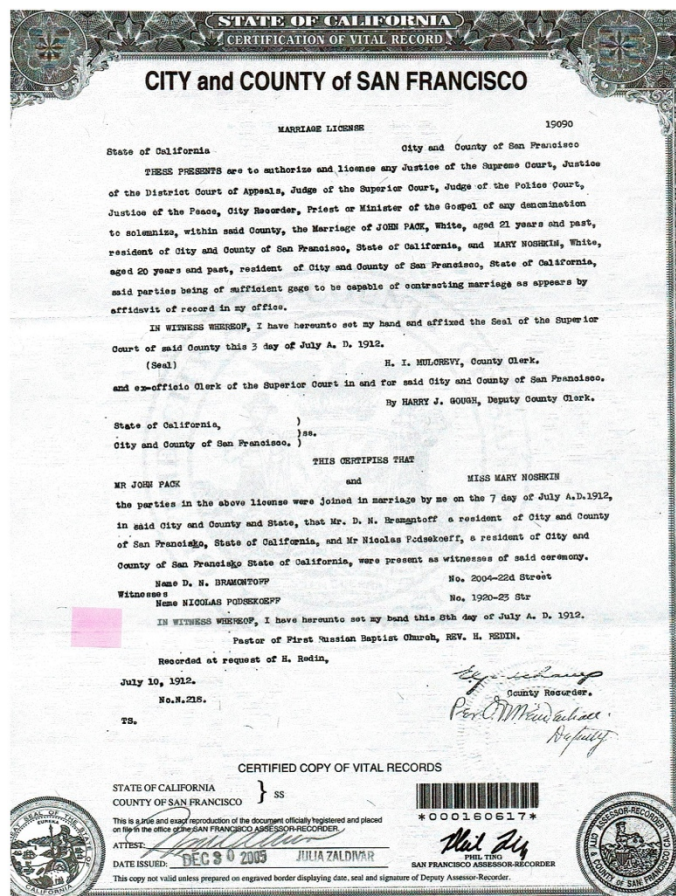 STATE OF CALIFORNIA
CERTIFICATION OF VITAL RECORD
CITY and COUNTY of SAN FRANCISCO
MARRIAGE LICENSE 19090
State of California City and County of San Francisco
THESE PRESENTS are to authorize and license any Justice of the Supreme Court, Justice
of the District Court of Appeals, Judge of the Superior Court, Judge of the Police Court,
Justice of the Peace, City Recorder, Priest or Minister of the Gospel of any denomination
to solemnize, within said County, the Marriage of JOHN PACK, White, aged 21 years and past,
resident of City and County of San Francisco, State of California, and MARY NOSHKIN, White,
aged 20 years and past, resident of City and County of San Francisco, State of California,
said parties being of sufficient gage to be capable of contracting marriage as appears by
affidavit of record in my office.
IN WITNESS WHEREOF, I have hereunto set my hand and affixed the Seal of the Superior
Court of said County this 3 day of July A. D. 1912.
(Seal) H. I. MULCREVY, County Clerk.
and ex-officio Clerk of the Superior Court in and for said City and County of San Francisco.
By HARRY J. GOUGH, Deputy County Clerk.
State of California, )
)ss.
City and County of San Francisco. )
THIS CERTIFIES THAT
MR JOHN PACK and MISS MARY NOSHKIN
the parties in the above license were joined in marriage by me on the 7 day of July A.D.1912,
in said City and County and State, that Mr. D. N. Bramantoff a resident of City and County
of San Francisko, State of California, and Mr Nicolas Podsekoeff, a resident of City and
County of San Francisko State of California, were present as witnesses of said ceremony.
Name D. N. BRAMONTOFF No. 2004-22d Street
Witnesses
Name NICOLAS PODSEKOEFF No. 1920-23 Str
IN WITNESS WHEREOF, I have hereunto set my hand this 8th day of July A. D. 1912.
Pastor of First Russian Baptist Church, REV. H. REDIN.
Recorded at request of H. Redin,
July 10, 1912.
County Recorder.
No.N.218.
Per
Deputy
TS.
CERTIFIED COPY OF VITAL RECORDS
STATE OF CALIFORNIA
COUNTY OF SAN FRANCISCO } SS
This is a true and exact reproduction of the document officially registered and placed
on file in the office of the SAN FRANCISCO ASSESSOR-RECORDER.
*000160617*
ATTEST:
DATE ISSUED: DEC 30 2005 JULIA ZALDIVAR
Phil Ting
PHIL TING
SAN FRANCISCO ASSESSOR-RECORDER
This copy not valid unless prepared on engraved border displaying date, seal and signature of Deputy Assessor-Recorder.